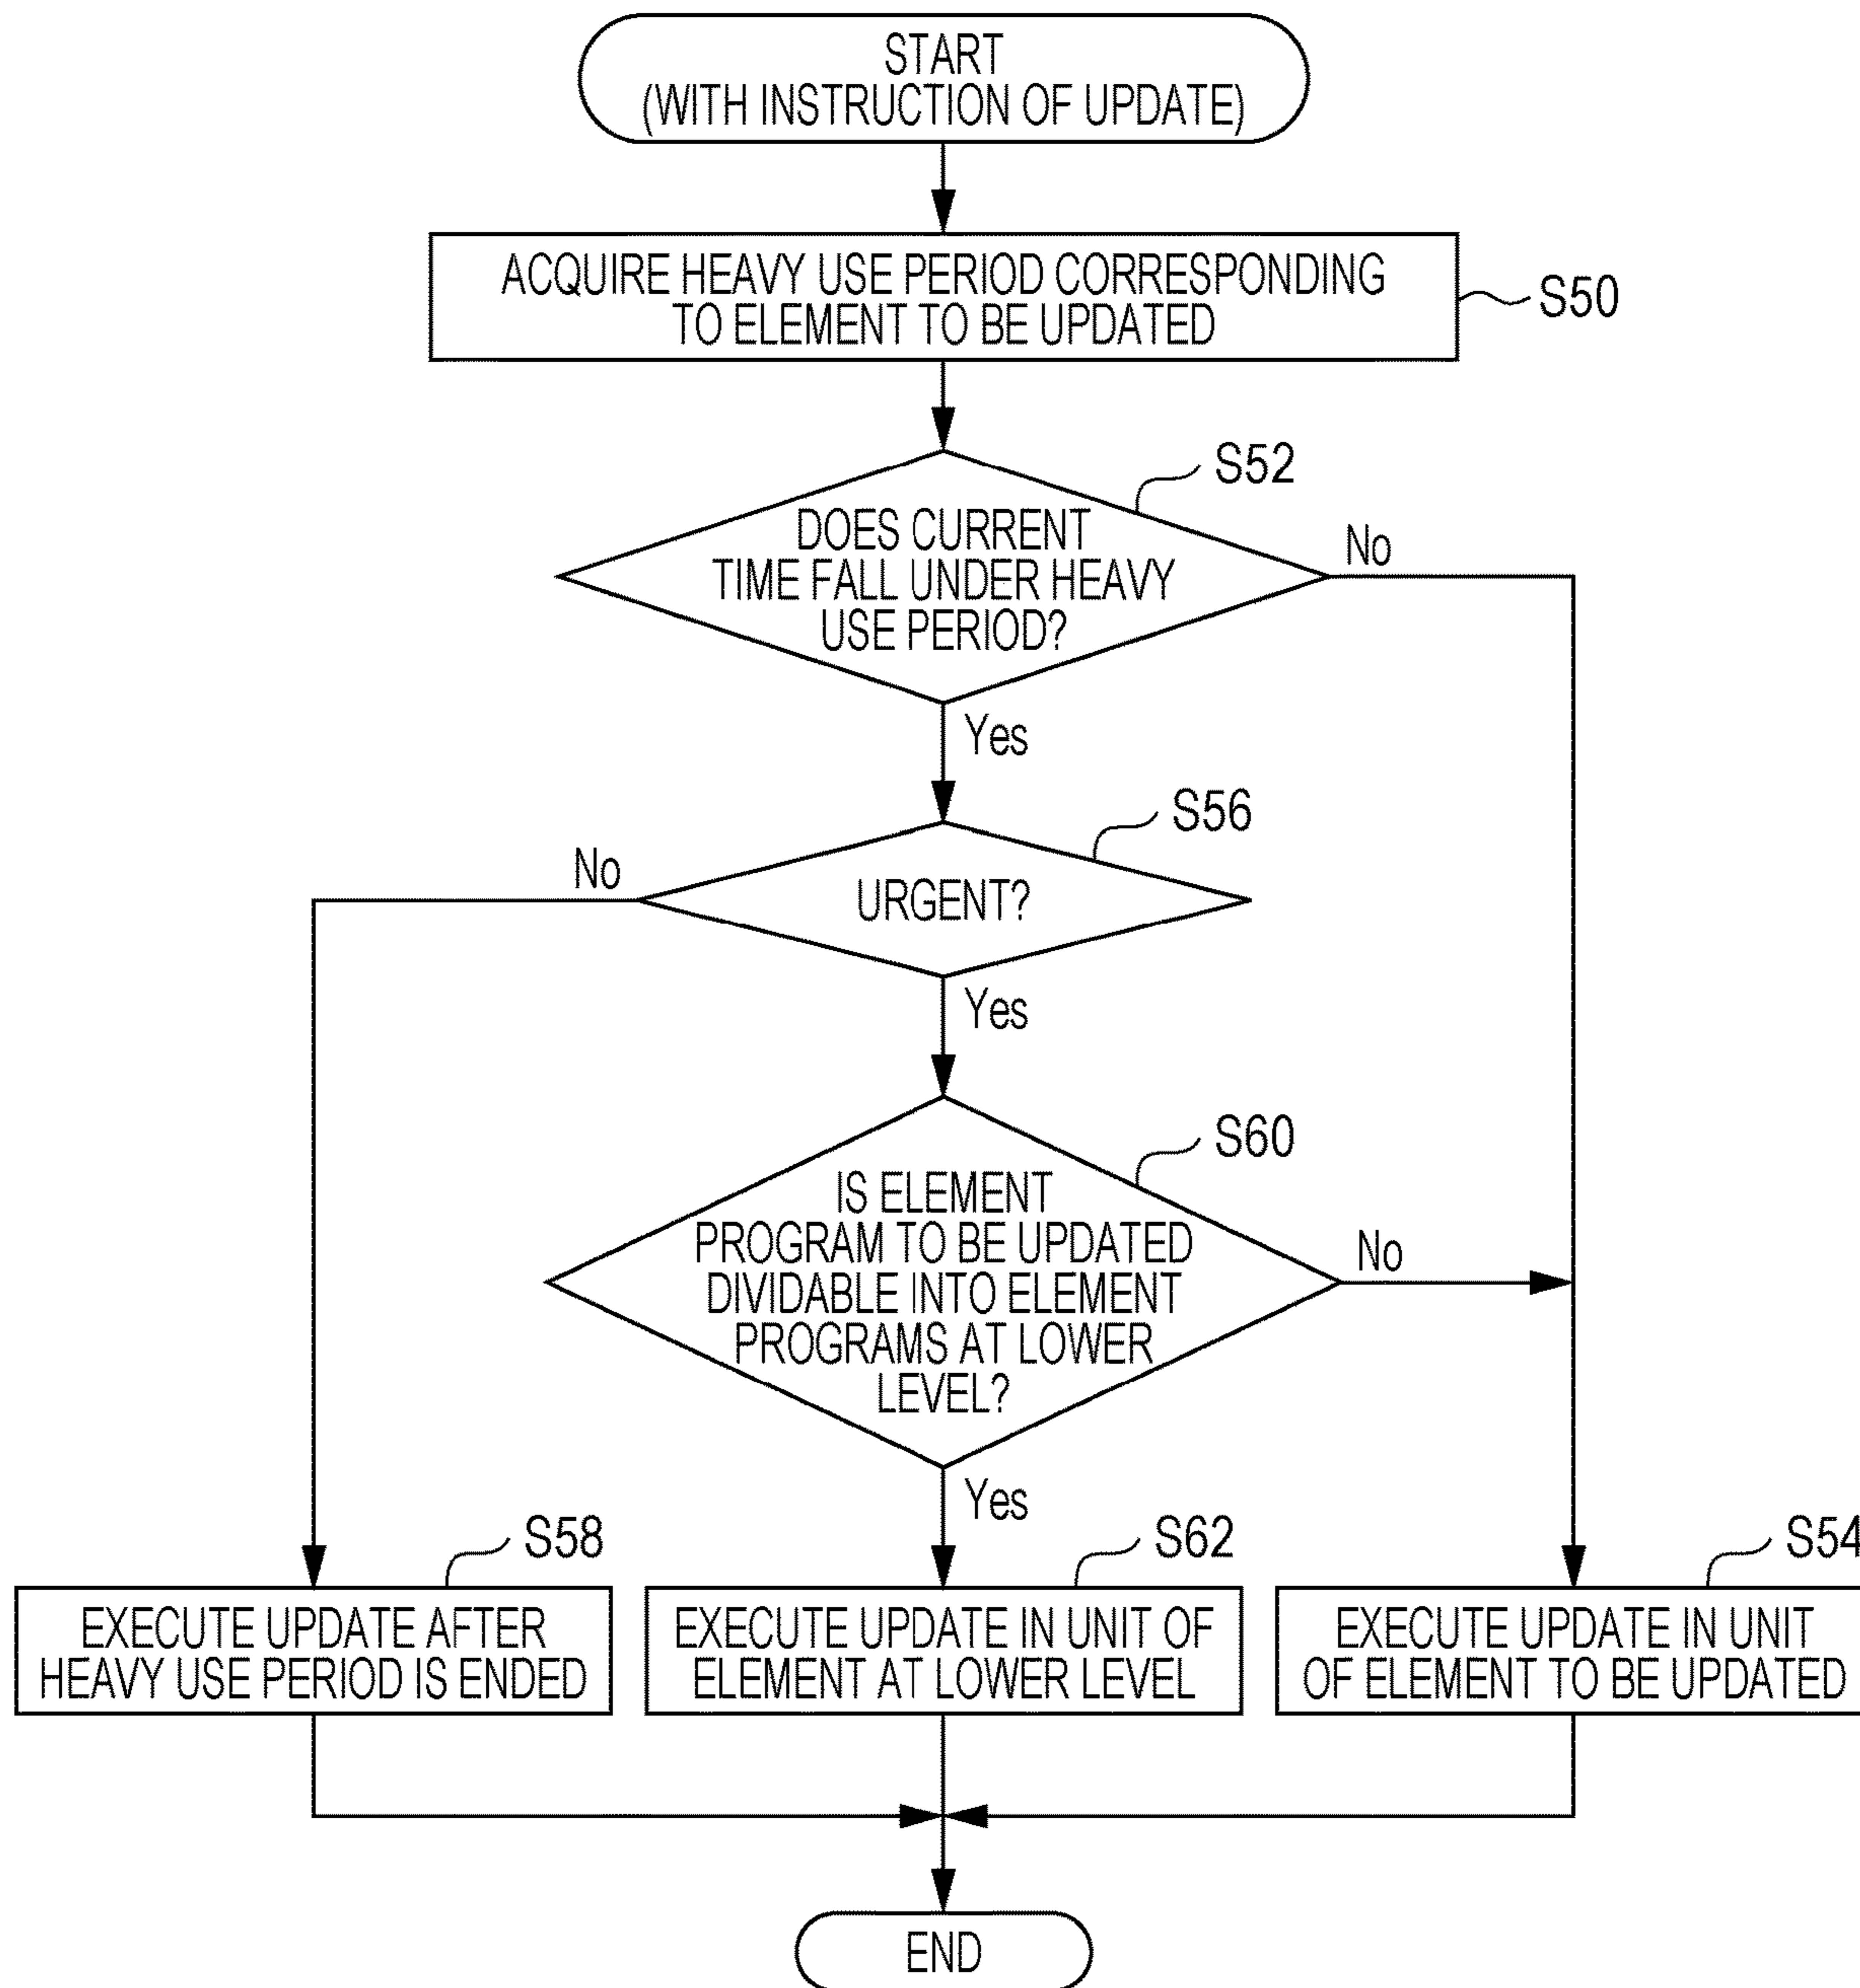 START
(WITH INSTRUCTION OF UPDATE)
ACQUIRE HEAVY USE PERIOD CORRESPONDING
TO ELEMENT TO BE UPDATED
S50
S52
DOES CURRENT
TIME FALL UNDER HEAVY
USE PERIOD?
No
Yes
S56
No
URGENT?
Yes
S60
IS ELEMENT
PROGRAM TO BE UPDATED
DIVIDABLE INTO ELEMENT
PROGRAMS AT LOWER
LEVEL?
No
Yes
S58
S62
S54
EXECUTE UPDATE AFTER
HEAVY USE PERIOD IS ENDED
EXECUTE UPDATE IN UNIT OF
ELEMENT AT LOWER LEVEL
EXECUTE UPDATE IN UNIT
OF ELEMENT TO BE UPDATED
END